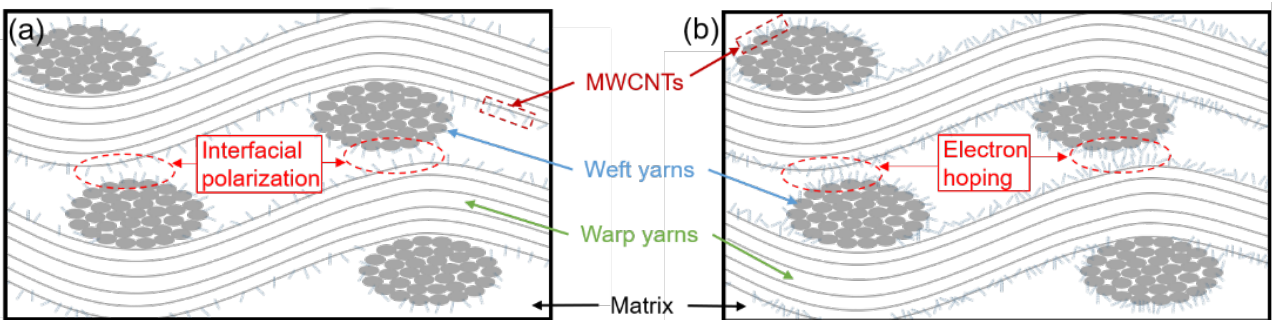 (a)
(b)
MWCNTs
Interfacial
polarization
Electron
hoping
Weft yarns
Warp yarns
Matrix